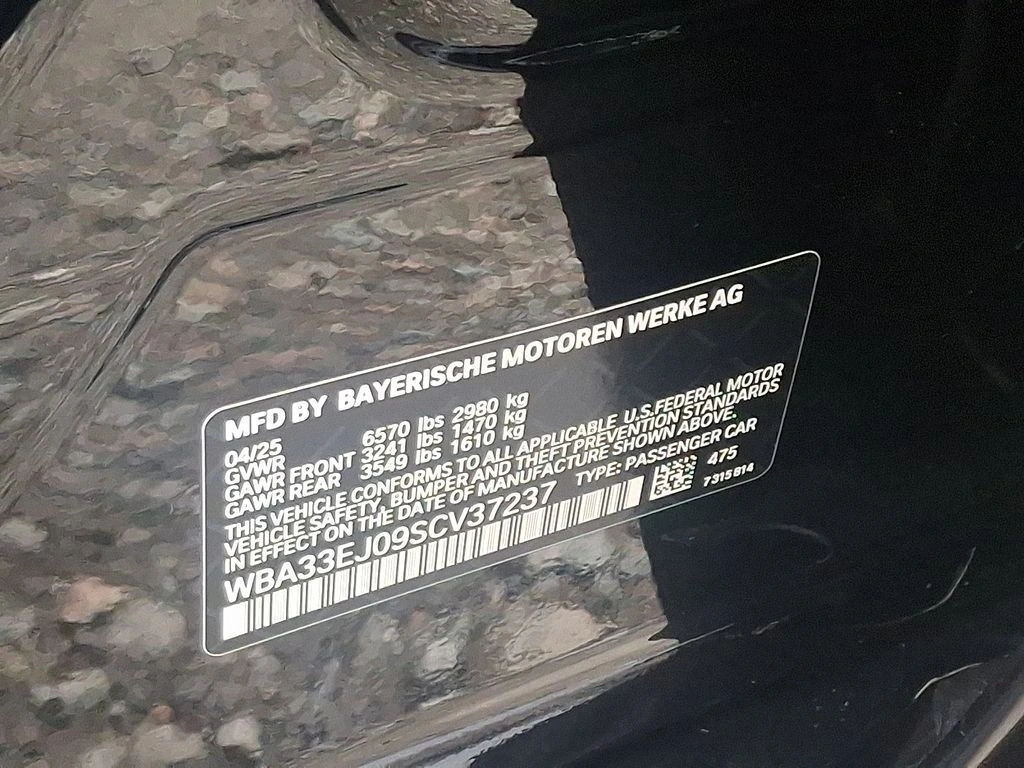 MFD BY BAYERISCHE MOTOREN WERKE AG
04/25
GVWR 6570 lbs 2980 kg
GAWR FRONT 3241 lbs 1470 kg
GAWR REAR 3549 lbs 1610 kg
THIS VEHICLE CONFORMS TO ALL APPLICABLE U.S.FEDERAL MOTOR
VEHICLE SAFETY, BUMPER AND THEFT PREVENTION STANDARDS
IN EFFECT ON THE DATE OF MANUFACTURE SHOWN ABOVE.
WBA33EJ09SCV37237 TYPE: PASSENGER CAR
475
7315814